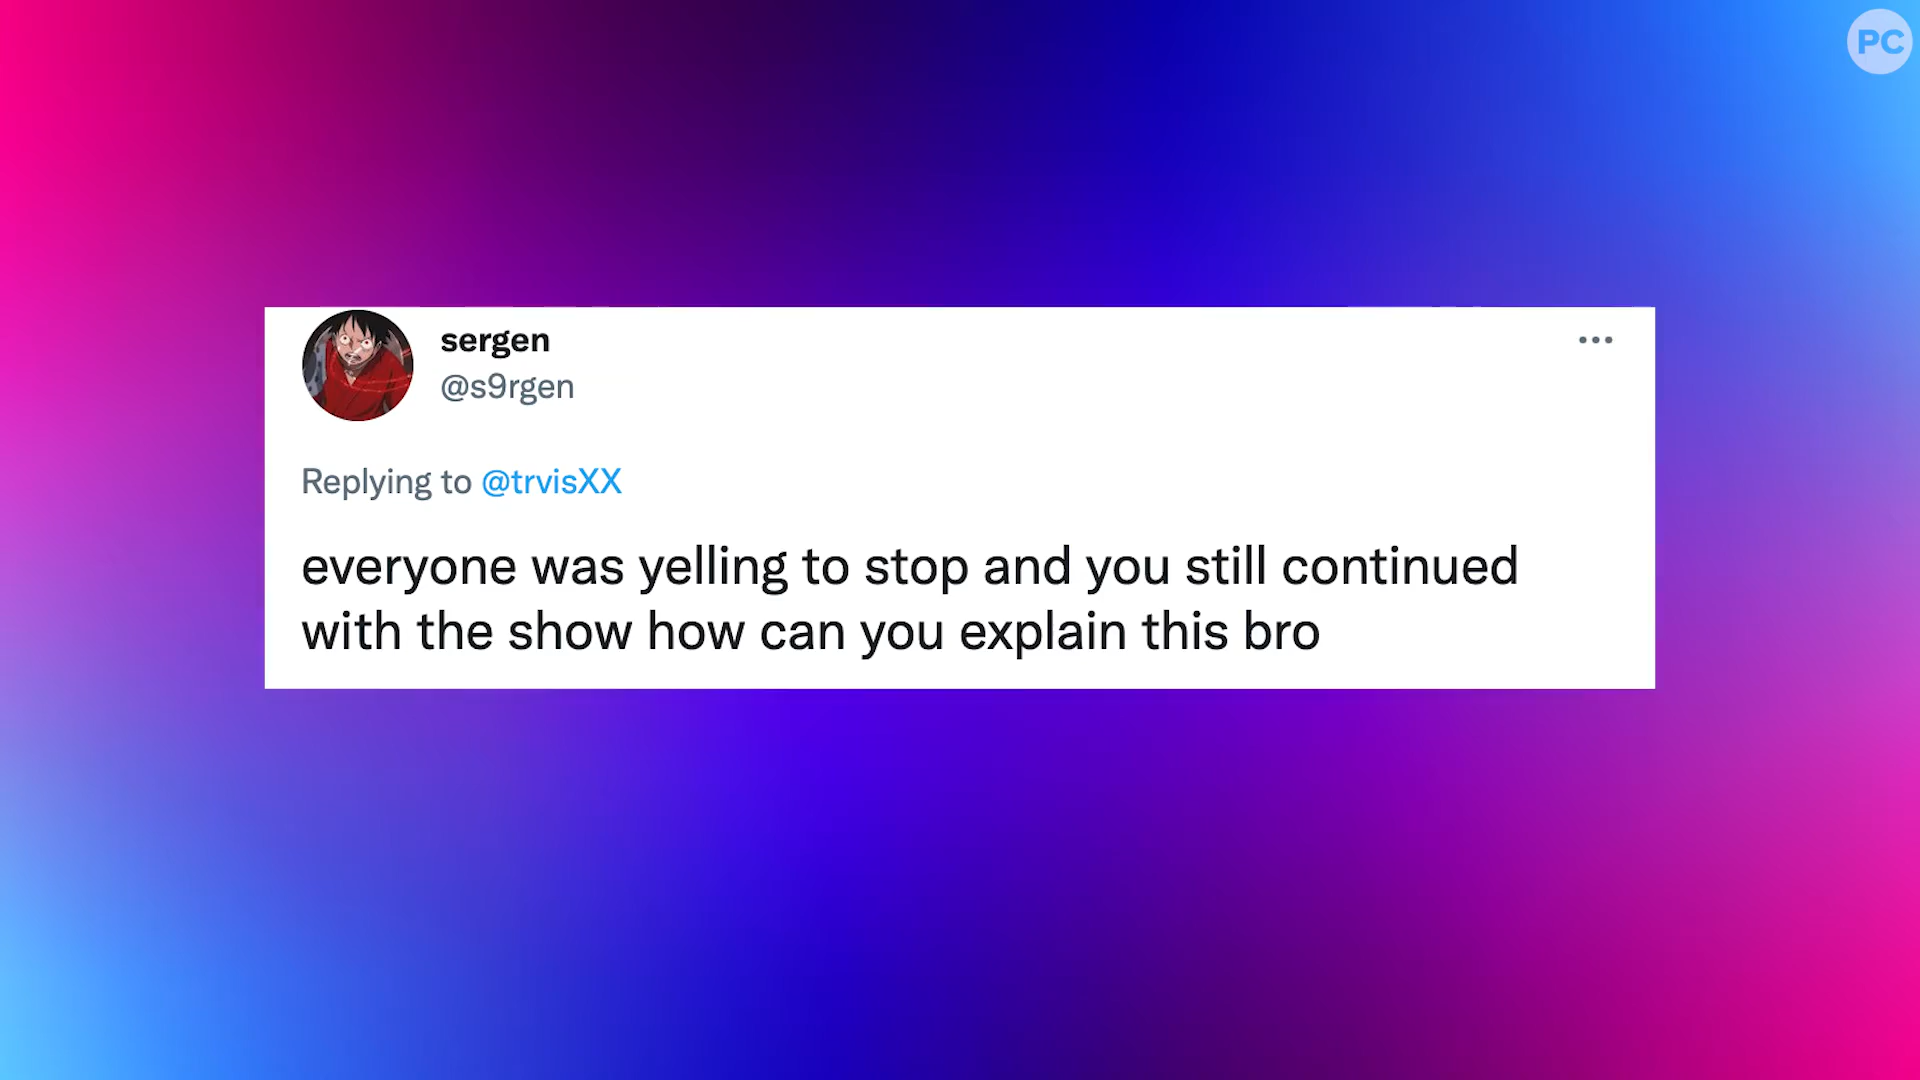 PC
sergen
@s9rgen
Replying to @trvisXX
everyone was yelling to stop and you still continued
with the show how can you explain this bro